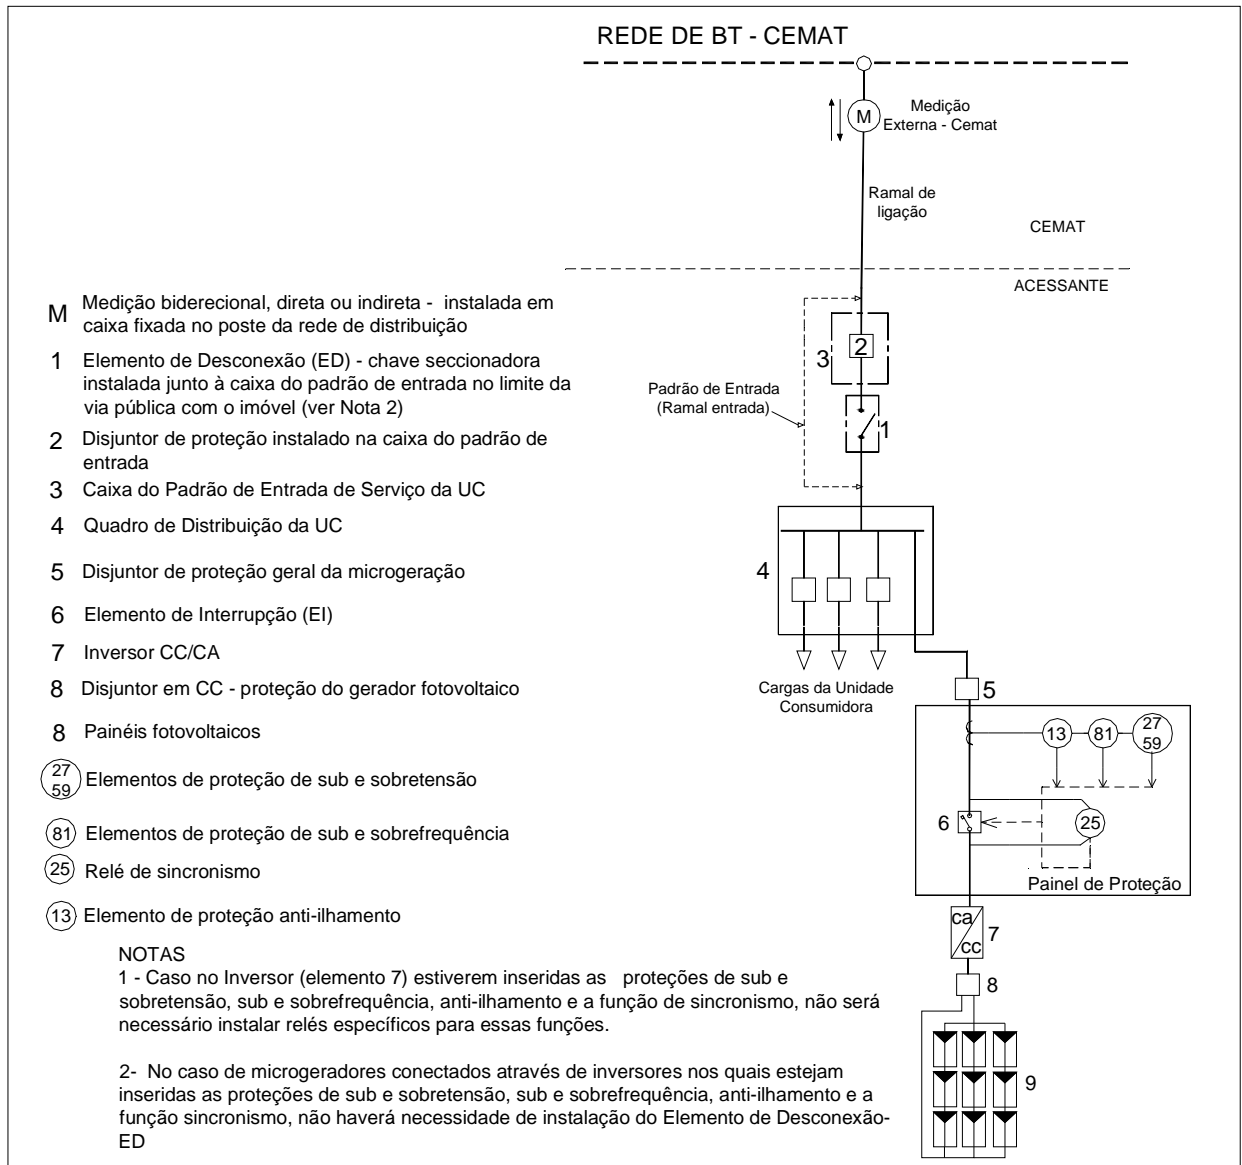 REDE DE BT - CEMAT
M
Medição
Externa - Cemat
Ramal de
ligação
CEMAT
ACESSANTE
M Medição biderecional, direta ou indireta - instalada em
caixa fixada no poste da rede de distribuição
1 Elemento de Desconexão (ED) - chave seccionadora
instalada junto à caixa do padrão de entrada no limite da
via pública com o imóvel (ver Nota 2)
2 Disjuntor de proteção instalado na caixa do padrão de
entrada
3 Caixa do Padrão de Entrada de Serviço da UC
4 Quadro de Distribuição da UC
5 Disjuntor de proteção geral da microgeração
6 Elemento de Interrupção (EI)
7 Inversor CC/CA
8 Disjuntor em CC - proteção do gerador fotovoltaico
8 Painéis fotovoltaicos
27
59 Elementos de proteção de sub e sobretensão
81 Elementos de proteção de sub e sobrefrequência
25 Relé de sincronismo
13 Elemento de proteção anti-ilhamento
2
3
Padrão de Entrada
(Ramal entrada)
1
4
Cargas da Unidade
Consumidora
5
13
81
27
59
6
25
Painel de Proteção
ca
cc
7
8
9
NOTAS
1 - Caso no Inversor (elemento 7) estiverem inseridas as proteções de sub e
sobretensão, sub e sobrefrequência, anti-ilhamento e a função de sincronismo, não será
necessário instalar relés específicos para essas funções.
2- No caso de microgeradores conectados através de inversores nos quais estejam
inseridas as proteções de sub e sobretensão, sub e sobrefrequência, anti-ilhamento e a
função sincronismo, não haverá necessidade de instalação do Elemento de Desconexão-
ED